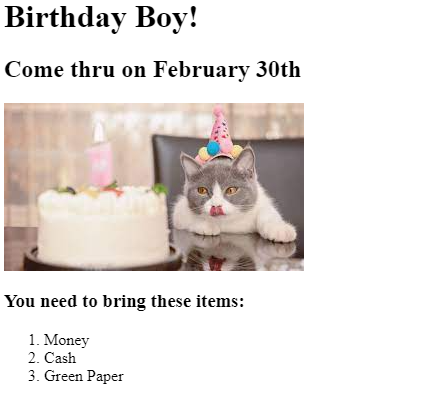 Birthday Boy!
Come thru on February 30th
You need to bring these items:
1. Money
2. Cash
3. Green Paper